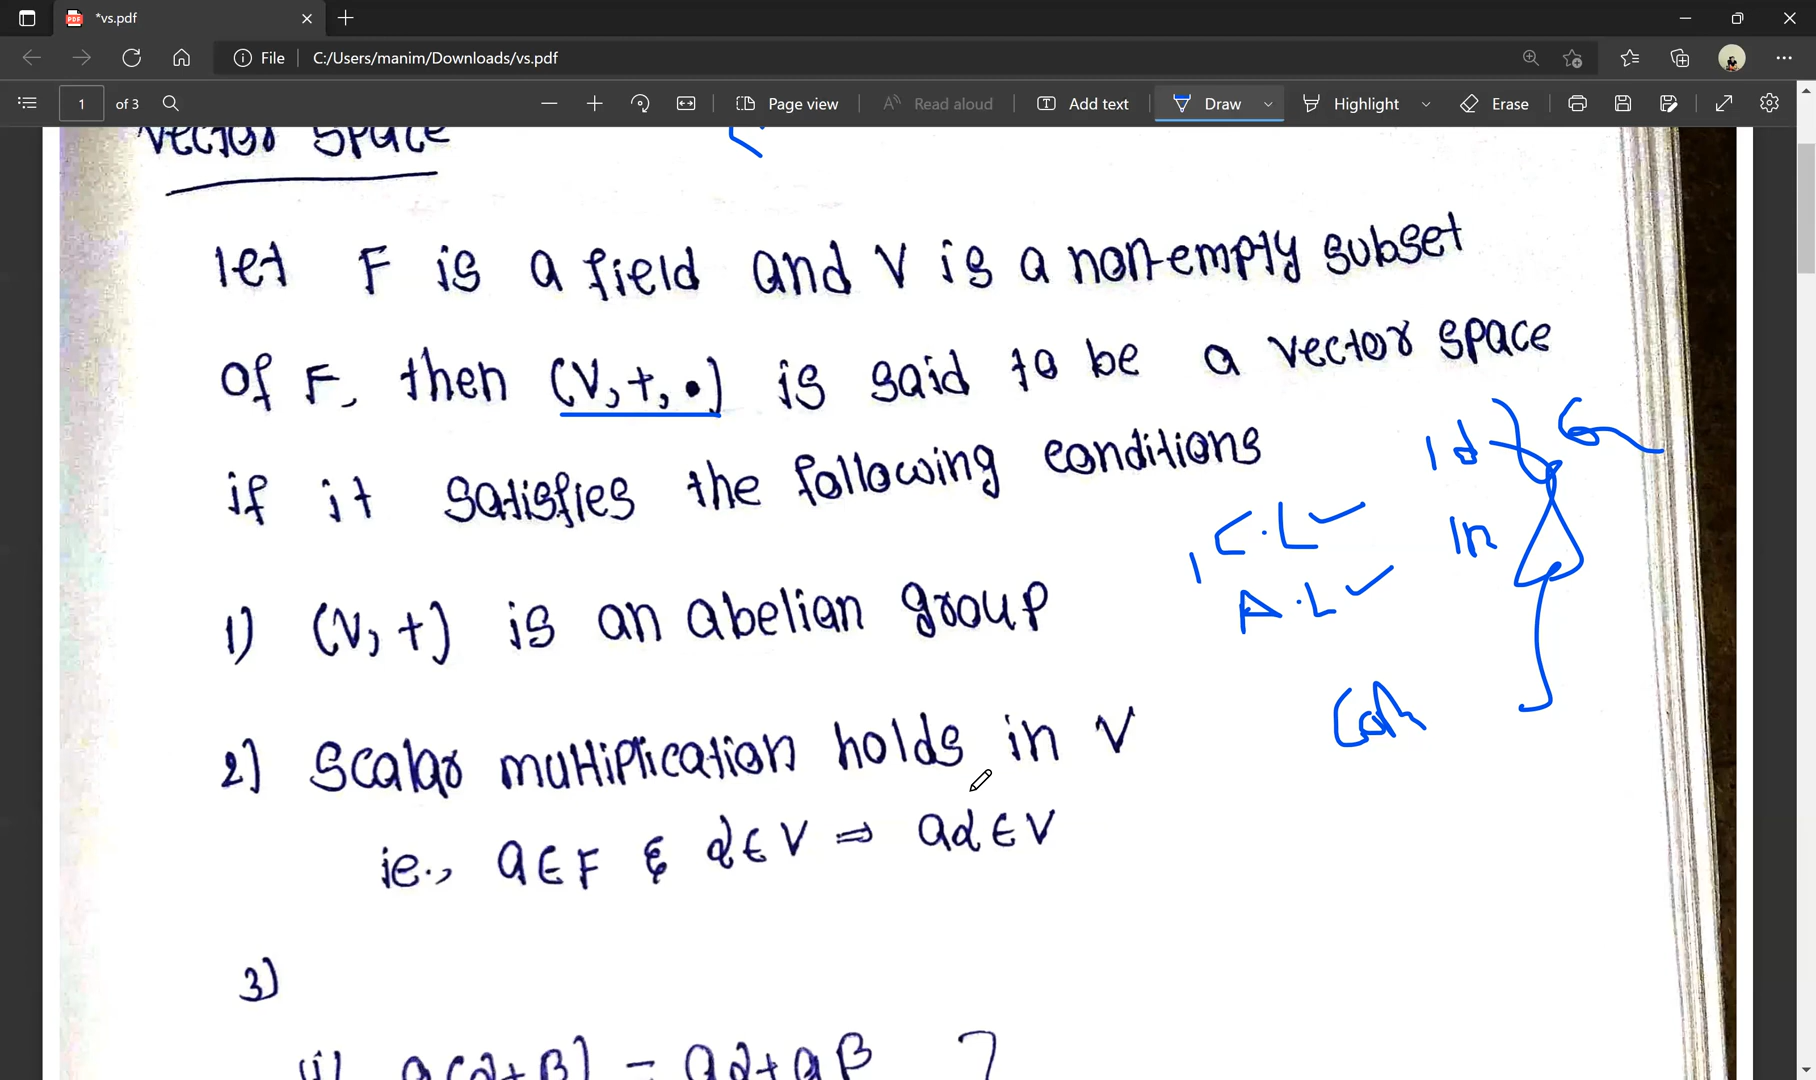 *vs.pdf
File C:/Users/manim/Downloads/vs.pdf
1 of 3 Page view Read aloud Add text Draw Highlight Erase
Vector Space
let F is a field and V is a non-empty subset
of F, then (V,+,•) is said to be a vector space
if it satisfies the following conditions
Id
1, C.L ✓ In
A.L ✓
1) (V,+) is an abelian group
2) Scalar multiplication holds in V
ie., a∈F & α∈V ⇒ aα∈V
3)
a(α+β) = aα+aβ